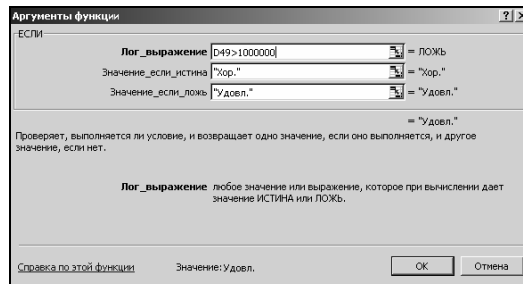 Аргументы функции
ЕСЛИ
Лог_выражение D49>1000000 = ЛОЖЬ
Значение_если_истина "Хор." = "Хор."
Значение_если_ложь "Удовл." = "Удовл."
= "Удовл."
Проверяет, выполняется ли условие, и возвращает одно значение, если оно выполняется, и другое
значение, если нет.
Лог_выражение любое значение или выражение, которое при вычислении дает
значение ИСТИНА или ЛОЖЬ.
Справка по этой функции Значение:Удовл. OK Отмена